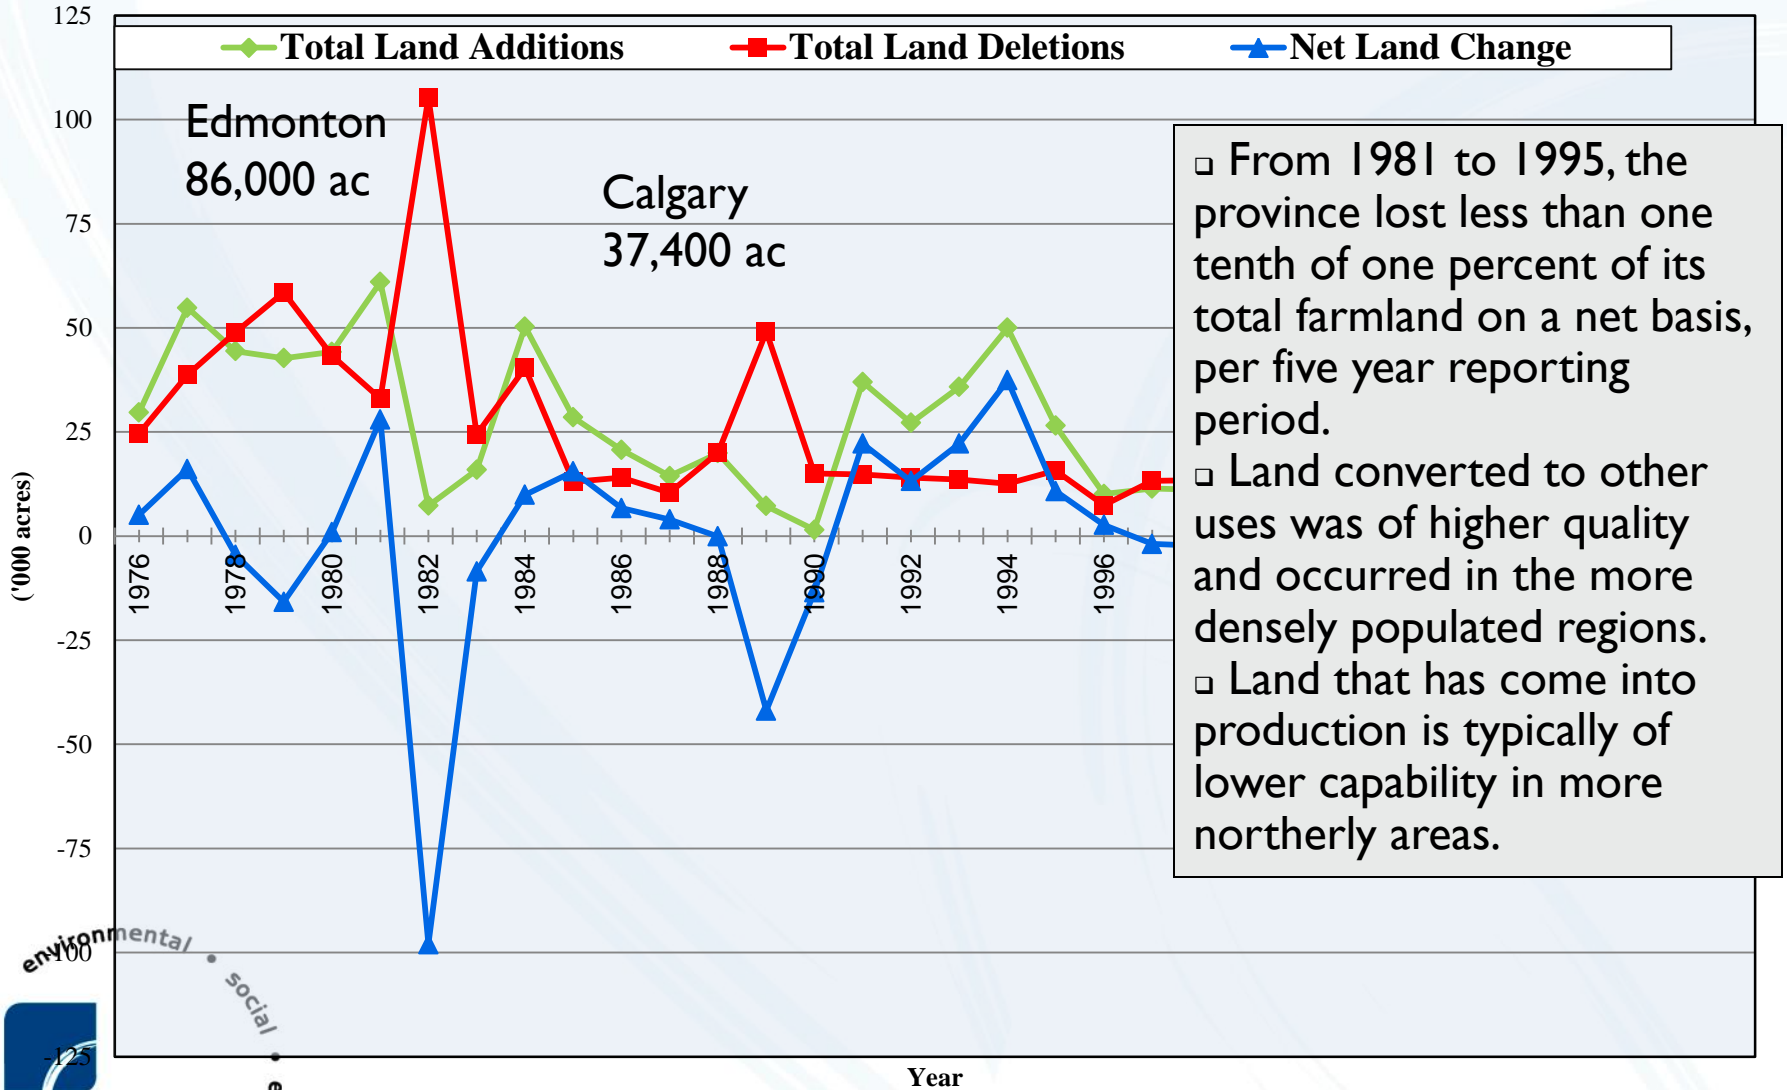 125
Total Land Additions
Total Land Deletions
Net Land Change
100
75
50
25
0
-25
-50
-75
-100
-125
('000 acres)
Edmonton
86,000 ac
Calgary
37,400 ac
1976
1978
1980
1982
1984
1986
1988
1990
1992
1994
1996
Year
❑ From 1981 to 1995, the
province lost less than one
tenth of one percent of its
total farmland on a net basis,
per five year reporting
period.
❑ Land converted to other
uses was of higher quality
and occurred in the more
densely populated regions.
❑ Land that has come into
production is typically of
lower capability in more
northerly areas.
environmental • social •